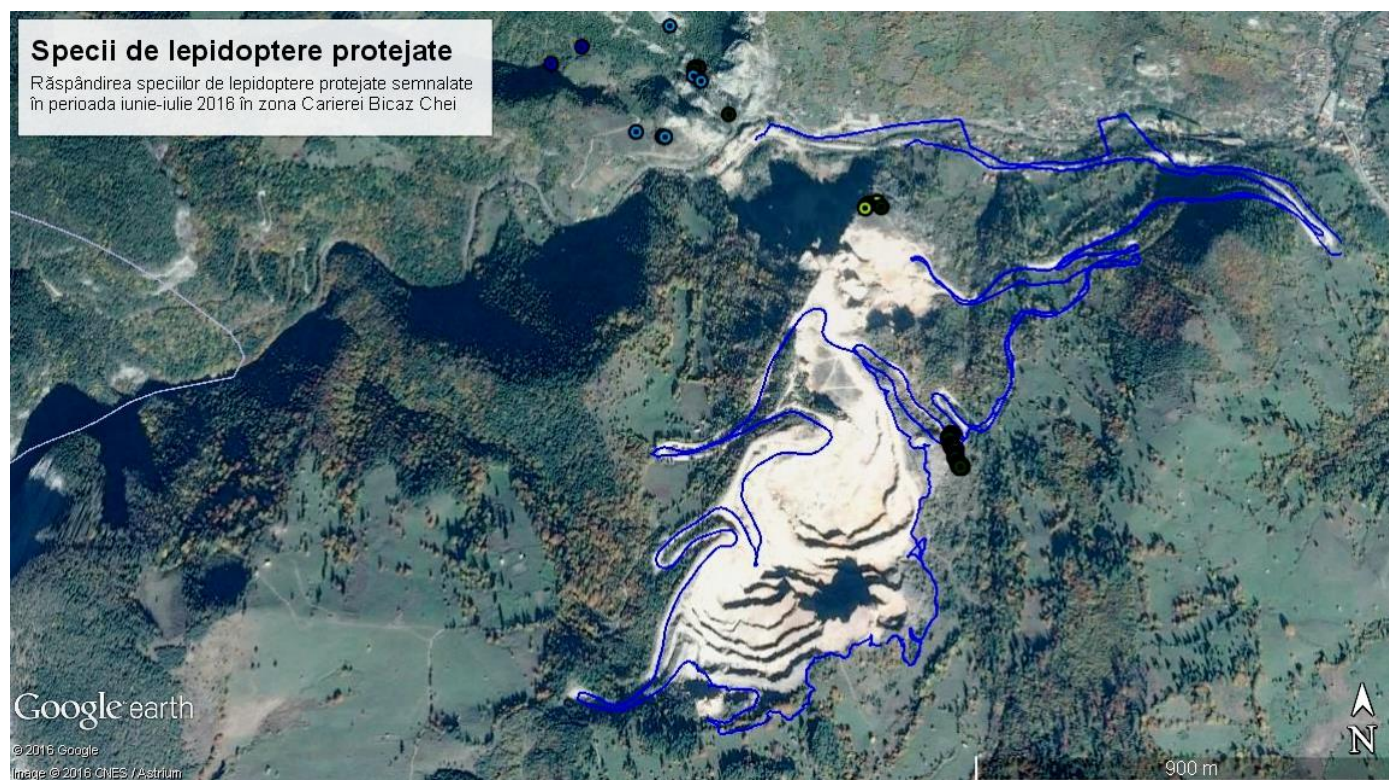 Specii de lepidoptere protejate
Răspândirea speciilor de lepidoptere protejate semnalate
în perioada iunie-iulie 2016 în zona Carierei Bicaz Chei
Google earth
© 2016 Google
Image © 2016 CNES / Astrium
900 m
N